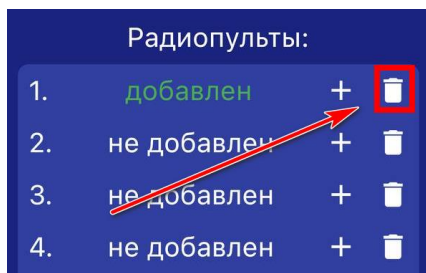 Радиопульты:
1. добавлен +
2. не добавлен +
3. не добавлен +
4. не добавлен +